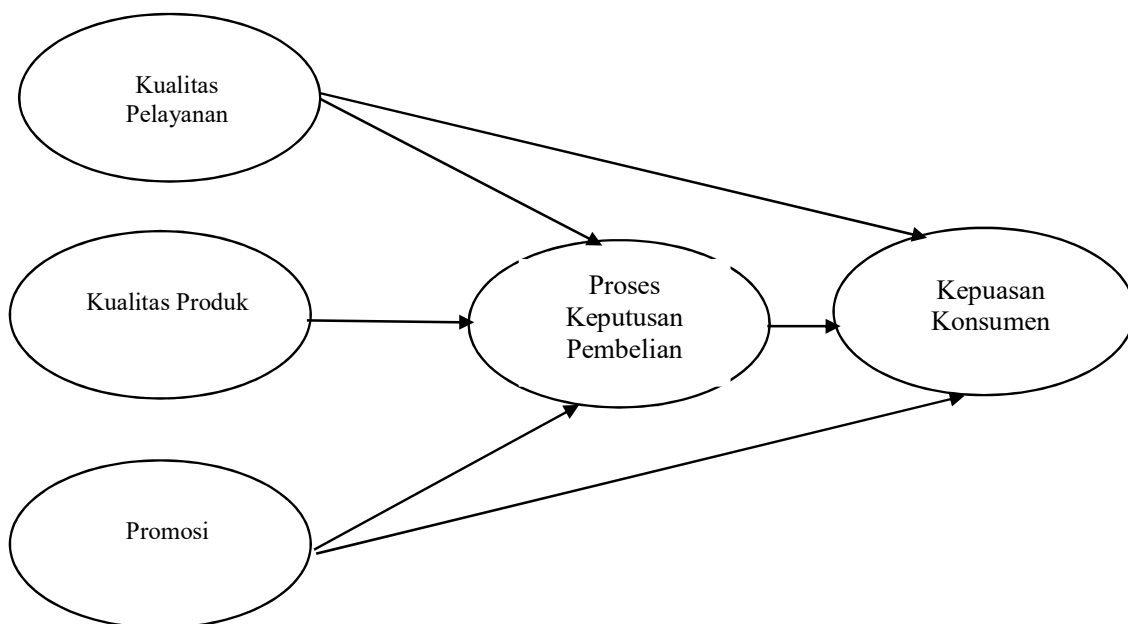 Kualitas
Pelayanan
Kualitas Produk
Proses
Keputusan
Pembelian
Kepuasan
Konsumen
Promosi